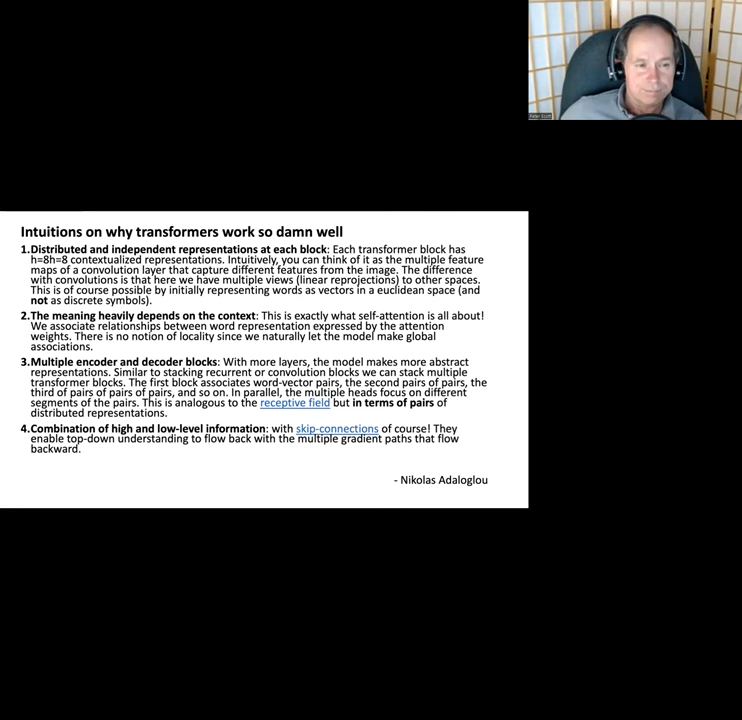 Peter Scott
Intuitions on why transformers work so damn well
1.Distributed and independent representations at each block: Each transformer block has
h=8h=8 contextualized representations. Intuitively, you can think of it as the multiple feature
maps of a convolution layer that capture different features from the image. The difference
with convolutions is that here we have multiple views (linear reprojections) to other spaces.
This is of course possible by initially representing words as vectors in a euclidean space (and
not as discrete symbols).
2.The meaning heavily depends on the context: This is exactly what self-attention is all about!
We associate relationships between word representation expressed by the attention
weights. There is no notion of locality since we naturally let the model make global
associations.
3.Multiple encoder and decoder blocks: With more layers, the model makes more abstract
representations. Similar to stacking recurrent or convolution blocks we can stack multiple
transformer blocks. The first block associates word-vector pairs, the second pairs of pairs, the
third of pairs of pairs of pairs, and so on. In parallel, the multiple heads focus on different
segments of the pairs. This is analogous to the receptive field but in terms of pairs of
distributed representations.
4.Combination of high and low-level information: with skip-connections of course! They
enable top-down understanding to flow back with the multiple gradient paths that flow
backward.
- Nikolas Adaloglou